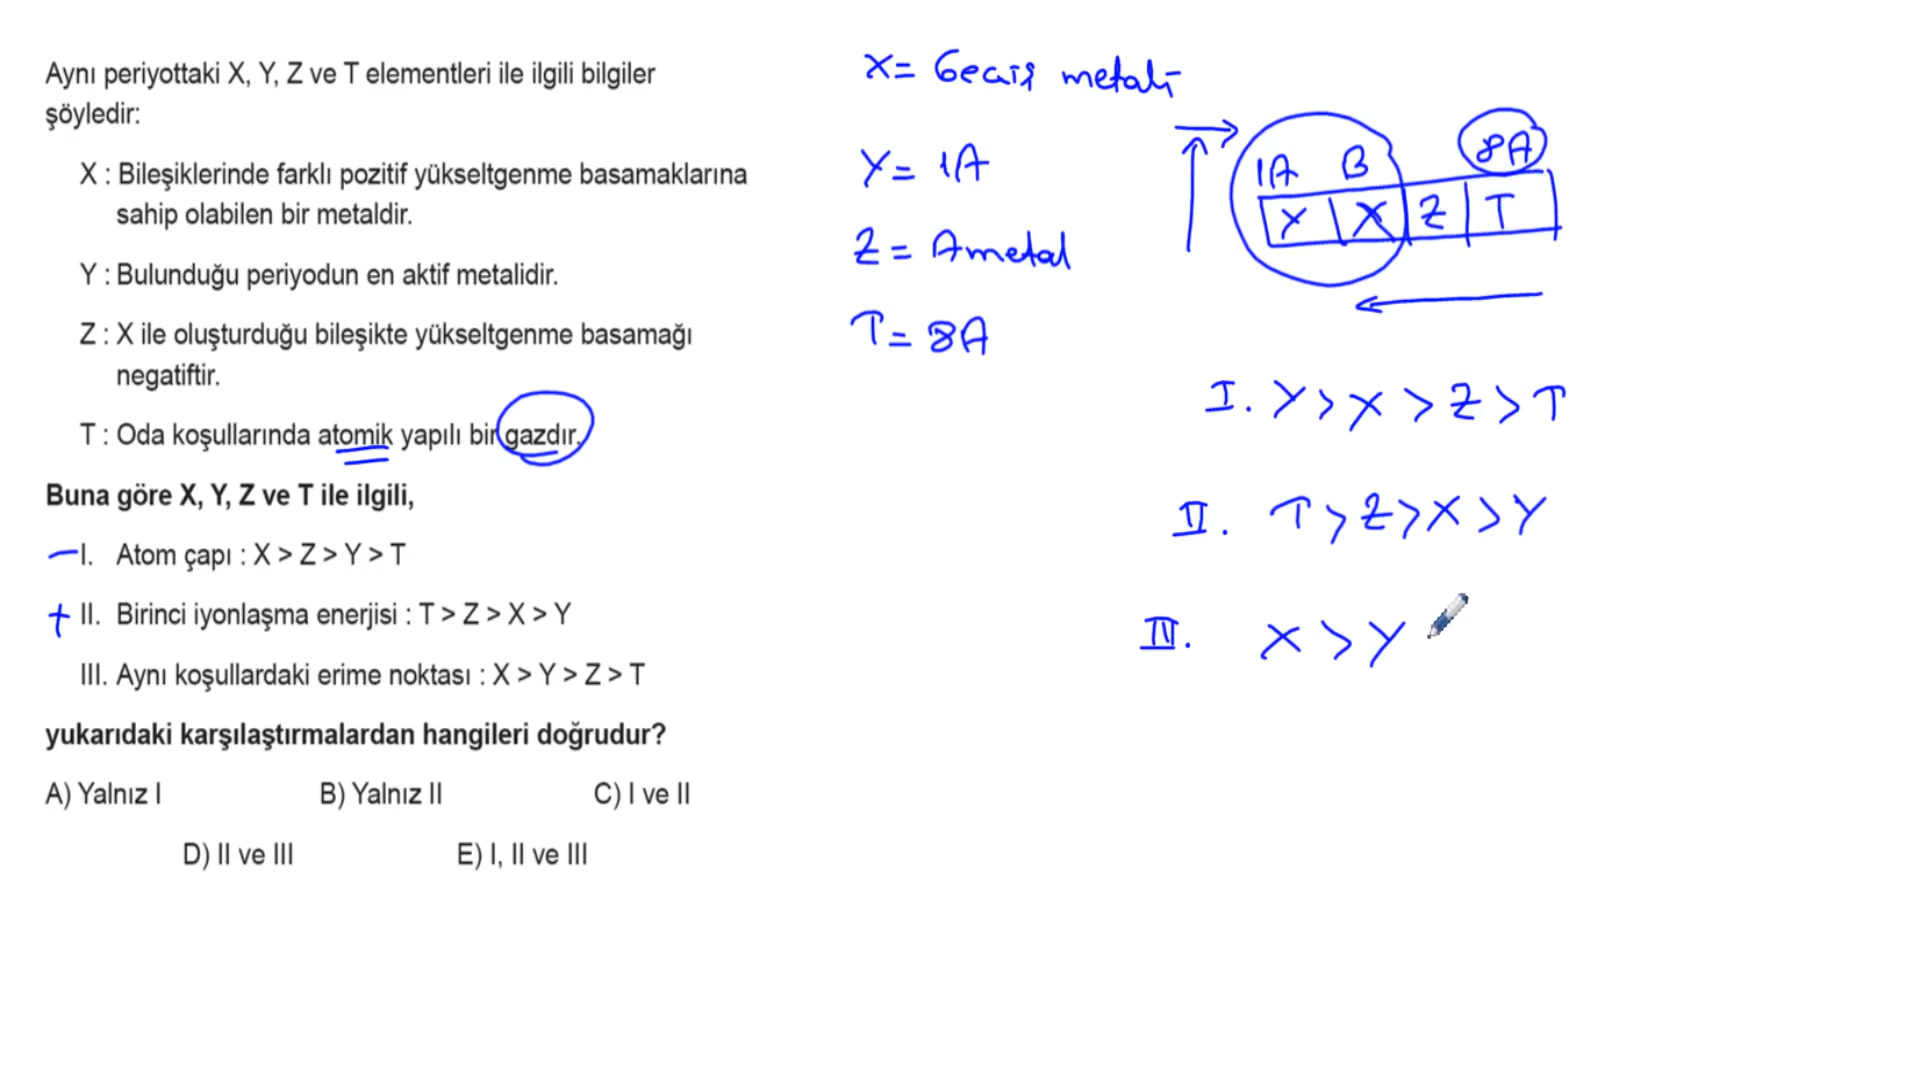 Aynı periyottaki X, Y, Z ve T elementleri ile ilgili bilgiler
şöyledir:
X : Bileşiklerinde farklı pozitif yükseltgenme basamaklarına
sahip olabilen bir metaldir.
Y : Bulunduğu periyodun en aktif metalidir.
Z : X ile oluşturduğu bileşikte yükseltgenme basamağı
negatiftir.
T : Oda koşullarında atomik yapılı bir gazdır.
Buna göre X, Y, Z ve T ile ilgili,
– I. Atom çapı : X > Z > Y > T
+ II. Birinci iyonlaşma enerjisi : T > Z > X > Y
III. Aynı koşullardaki erime noktası : X > Y > Z > T
yukarıdaki karşılaştırmalardan hangileri doğrudur?
A) Yalnız I B) Yalnız II C) I ve II
D) II ve III E) I, II ve III
X = Geçiş metali
Y = 1A
Z = Ametal
T = 8A
1A B 8A
Y X Z T
I. Y > X > Z > T
II. T > Z > X > Y
III. X > Y